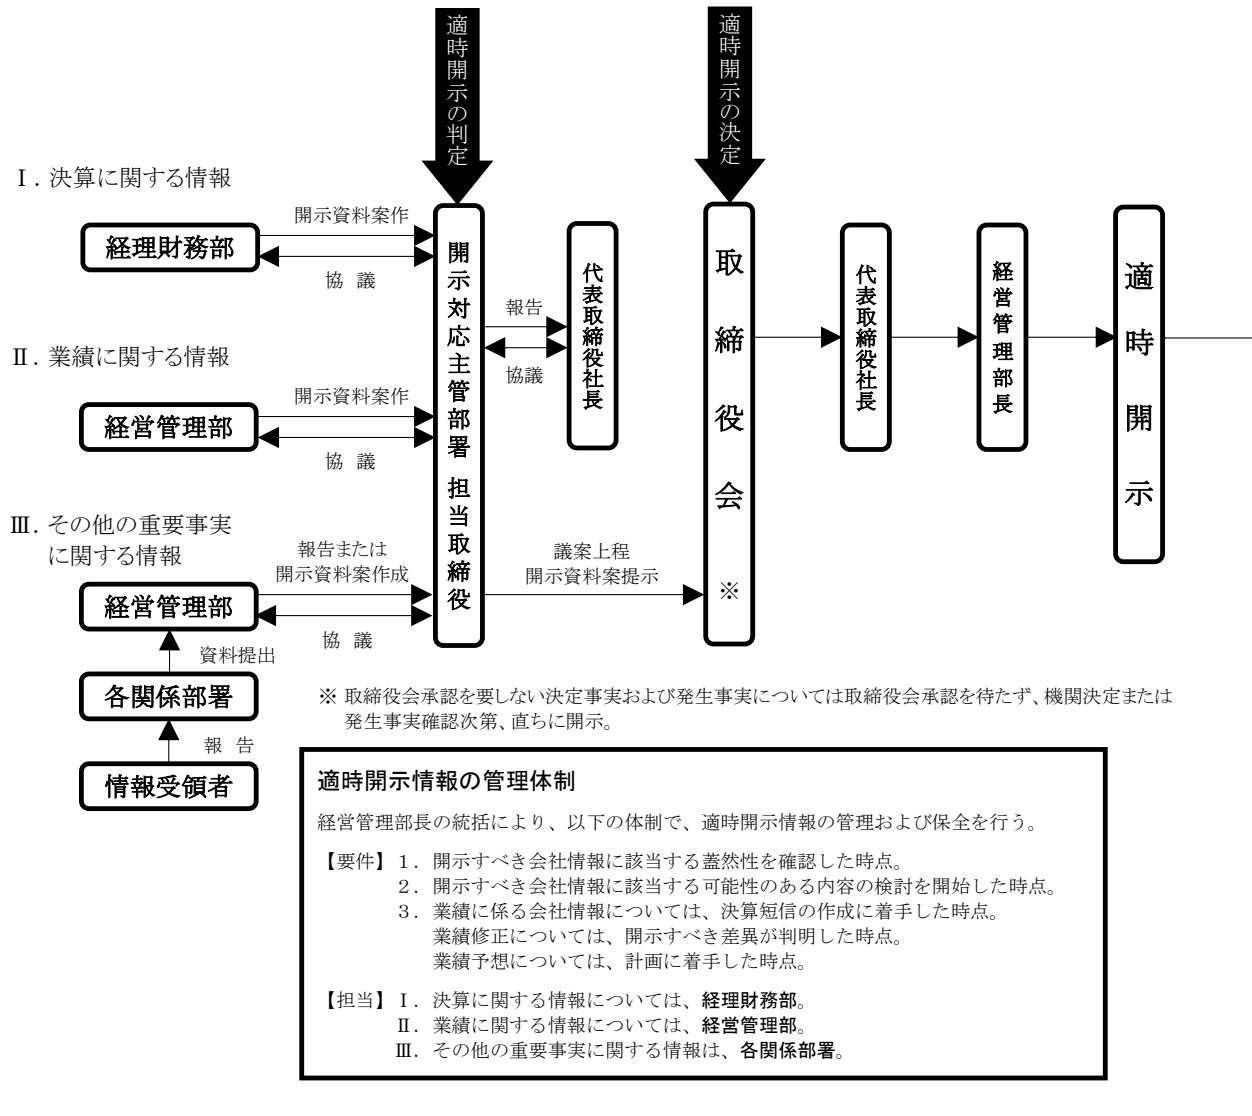 適時開示の判定
適時開示の決定
Ⅰ. 決算に関する情報
経理財務部
開示資料案作
協 議
Ⅱ. 業績に関する情報
経営管理部
開示資料案作
協 議
Ⅲ. その他の重要事実
に関する情報
経営管理部
報告または
開示資料案作成
協 議
資料提出
各関係部署
報 告
情報受領者
開示対応主管部署 担当取締役
報告
協議
代表取締役社長
議案上程
開示資料案提示
取締役会 ※
代表取締役社長
経営管理部長
適時開示
※ 取締役会承認を要しない決定事実および発生事実については取締役会承認を待たず、機関決定または
発生事実確認次第、直ちに開示。
適時開示情報の管理体制
経営管理部長の統括により、以下の体制で、適時開示情報の管理および保全を行う。
【要件】１．開示すべき会社情報に該当する蓋然性を確認した時点。
２．開示すべき会社情報に該当する可能性のある内容の検討を開始した時点。
３．業績に係る会社情報については、決算短信の作成に着手した時点。
業績修正については、開示すべき差異が判明した時点。
業績予想については、計画に着手した時点。
【担当】Ⅰ．決算に関する情報については、経理財務部。
Ⅱ．業績に関する情報については、経営管理部。
Ⅲ．その他の重要事実に関する情報は、各関係部署。